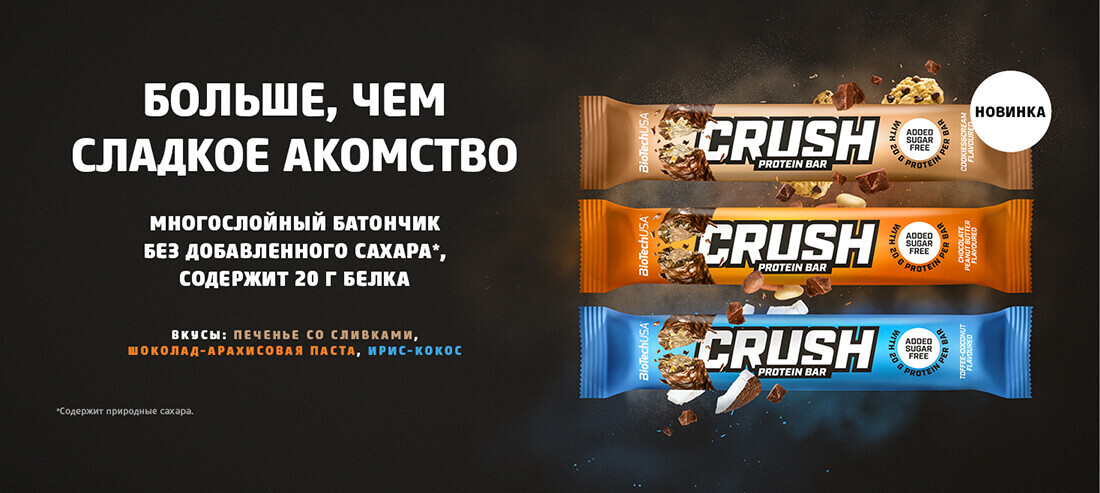 БОЛЬШЕ, ЧЕМ
СЛАДКОЕ АКОМСТВО
МНОГОСЛОЙНЫЙ БАТОНЧИК
БЕЗ ДОБАВЛЕННОГО САХАРА*,
СОДЕРЖИТ 20 Г БЕЛКА
ВКУСЫ: ПЕЧЕНЬЕ СО СЛИВКАМИ,
ШОКОЛАД-АРАХИСОВАЯ ПАСТА, ИРИС-КОКОС
*Содержит природные сахара.
НОВИНКА
BioTechUSA
CRUSH
PROTEIN BAR
ADDED
SUGAR
FREE
WITH 20 G PROTEIN PER BAR
COOKIES&CREAM
FLAVOURED
BioTechUSA
CRUSH
PROTEIN BAR
ADDED
SUGAR
FREE
WITH 20 G PROTEIN PER BAR
CHOCOLATE
PEANUT BUTTER
FLAVOURED
BioTechUSA
CRUSH
PROTEIN BAR
ADDED
SUGAR
FREE
WITH 20 G PROTEIN PER BAR
TOFFEE-COCONUT
FLAVOURED